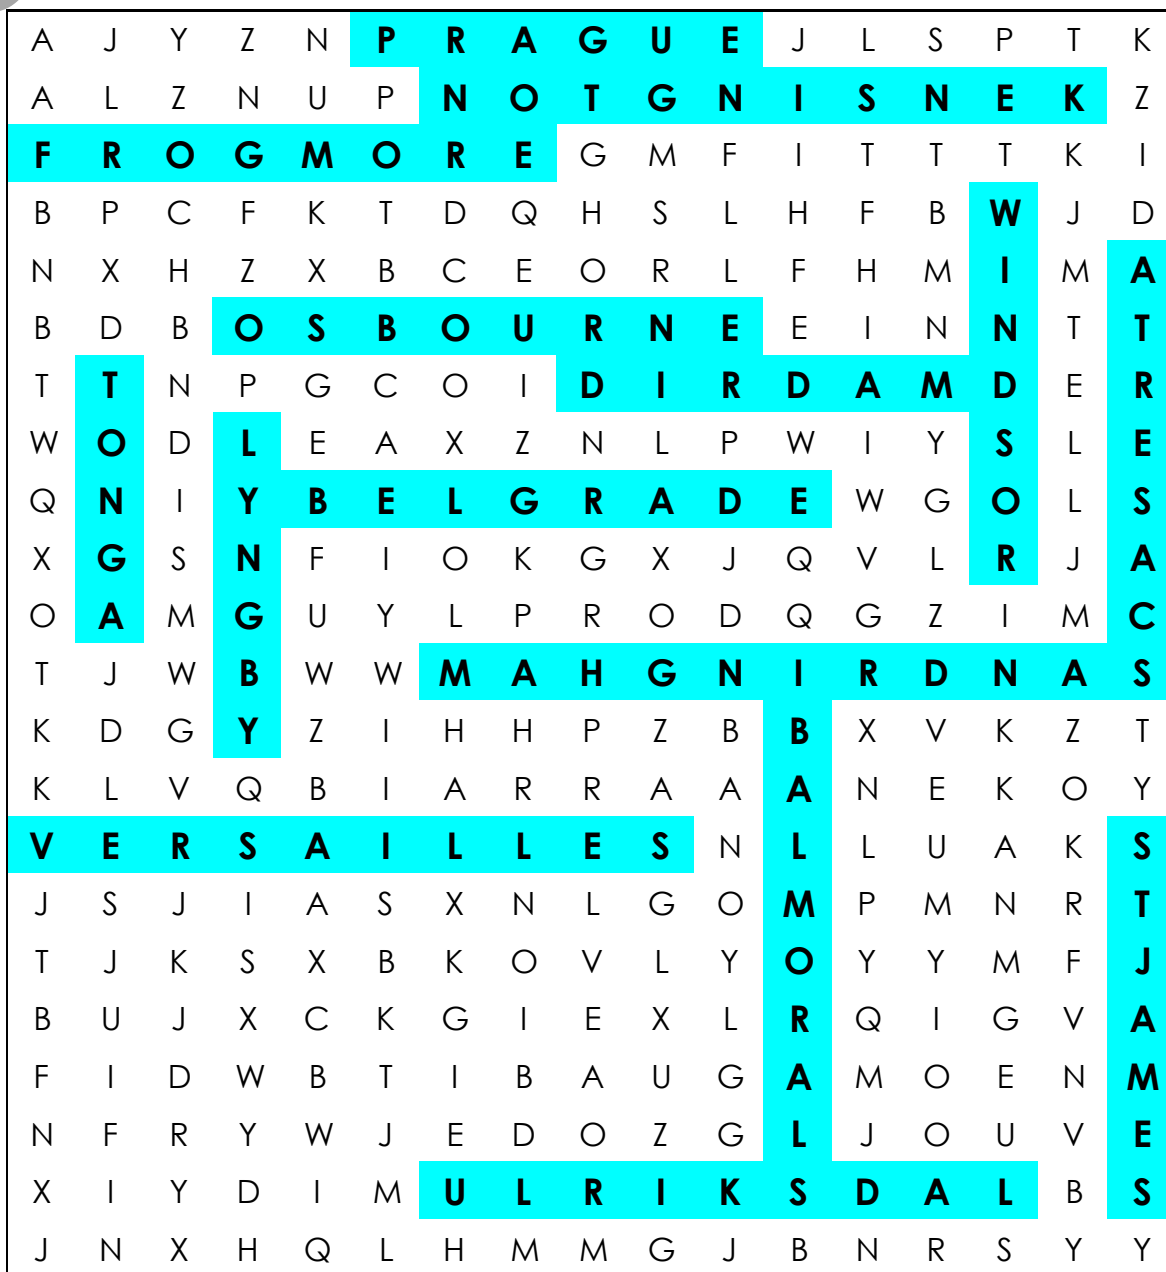 A J Y Z N P R A G U E J L S P T K
A L Z N U P N O T G N I S N E K Z
F R O G M O R E G M F I T T T K I
B P C F K T D Q H S L H F B W J D
N X H Z X B C E O R L F H M I M A
B D B O S B O U R N E E I N N T T
T T N P G C O I D I R D A M D E R
W O D L E A X Z N L P W I Y S L E
Q N I Y B E L G R A D E W G O L S
X G S N F I O K G X J Q V L R J A
O A M G U Y L P R O D Q G Z I M C
T J W B W W M A H G N I R D N A S
K D G Y Z I H H P Z B B X V K Z T
K L V Q B I A R R A A A N E K O Y
V E R S A I L L E S N L L U A K S
J S J I A S X N L G O M P M N R T
T J K S X B K O V L Y O Y Y M F J
B U J X C K G I E X L R Q I G V A
F I D W B T I B A U G A M O E N M
N F R Y W J E D O Z G L J O U V E
X I Y D I M U L R I K S D A L B S
J N X H Q L H M M G J B N R S Y Y